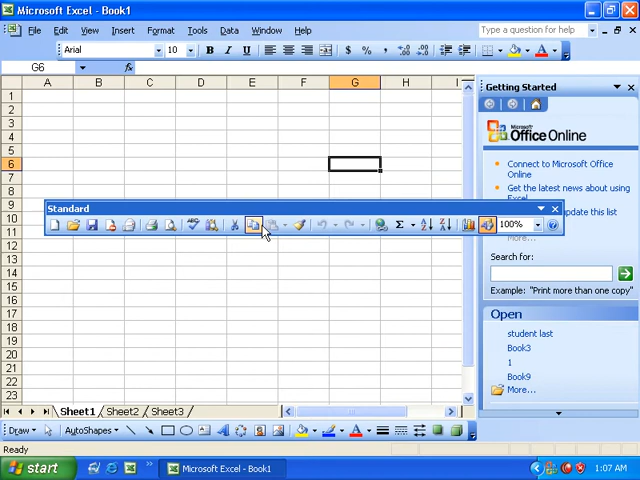 Microsoft Excel - Book1
File Edit View Insert Format Tools Data Window Help
Type a question for help
Arial 10 B I U $ % ,
G6 fx
A B C D E F G H I
1
2
3
4
5
6
7
8
9
10
11
12
13
14
15
16
17
18
19
20
21
22
23
Standard
ABC Σ 100%
Getting Started
Microsoft
Office Online
Connect to Microsoft Office
Online
Get the latest news about using
Excel
update this list
More...
Search for:
Example: "Print more than one copy"
Open
student last
Book3
1
Book9
More...
Sheet1 Sheet2 Sheet3
Draw AutoShapes A A
Ready
start Microsoft Excel - Book1 1:07 AM